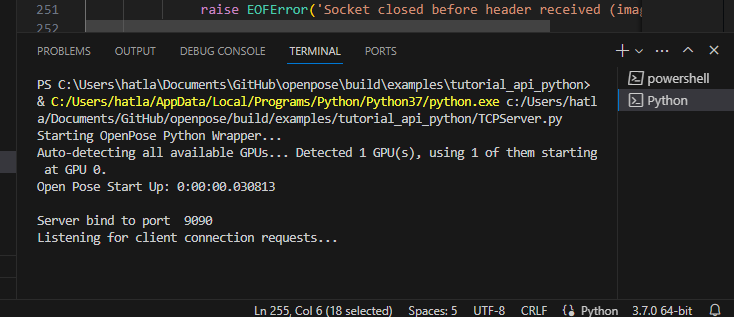 251 raise EOFError('Socket closed before header received (imag
252
PROBLEMS OUTPUT DEBUG CONSOLE TERMINAL PORTS
powershell
Python
PS C:\Users\hatla\Documents\GitHub\openpose\build\examples\tutorial_api_python>
& C:/Users/hatla/AppData/Local/Programs/Python/Python37/python.exe c:/Users/hatl
a/Documents/GitHub/openpose/build/examples/tutorial_api_python/TCPServer.py
Starting OpenPose Python Wrapper...
Auto-detecting all available GPUs... Detected 1 GPU(s), using 1 of them starting
at GPU 0.
Open Pose Start Up: 0:00:00.030813
Server bind to port  9090
Listening for client connection requests...
Ln 255, Col 6 (18 selected) Spaces: 5 UTF-8 CRLF Python 3.7.0 64-bit